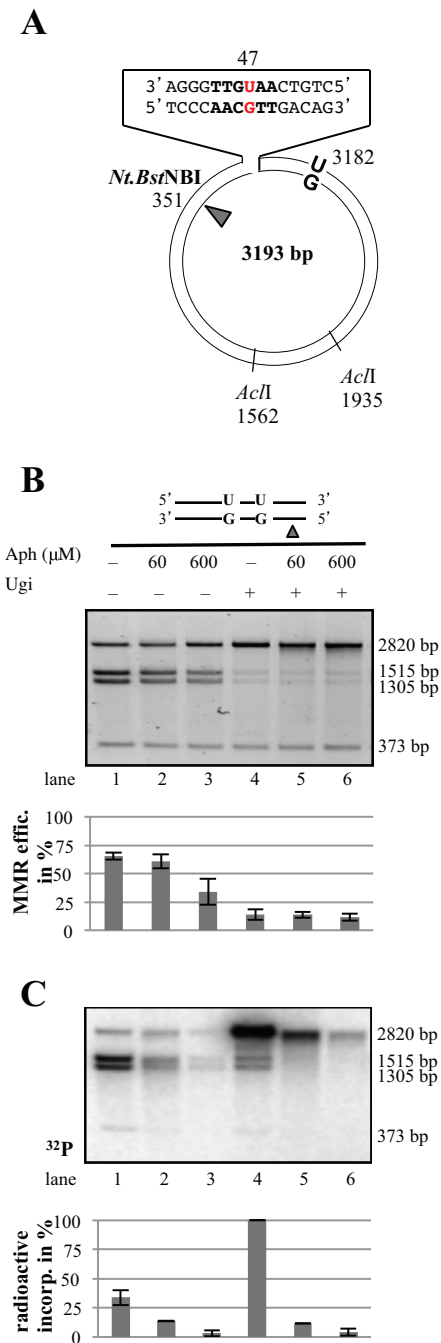 A
47
3' AGGGTTGUAACTGTC5'
5' TCCCAACGTTGACAG3'
Nt.BstNBI
351
U
G
3182
3193 bp
AclI
1562
AclI
1935
B
5' U U 3'
3' G G 5'
Aph (µM) – 60 600 – 60 600
Ugi – – – + + +
2820 bp
1515 bp
1305 bp
373 bp
lane 1 2 3 4 5 6
MMR effic.
in %
100
75
50
25
0
C
2820 bp
1515 bp
1305 bp
373 bp
32P
lane 1 2 3 4 5 6
radioactive
incorp. in %
100
75
50
25
0